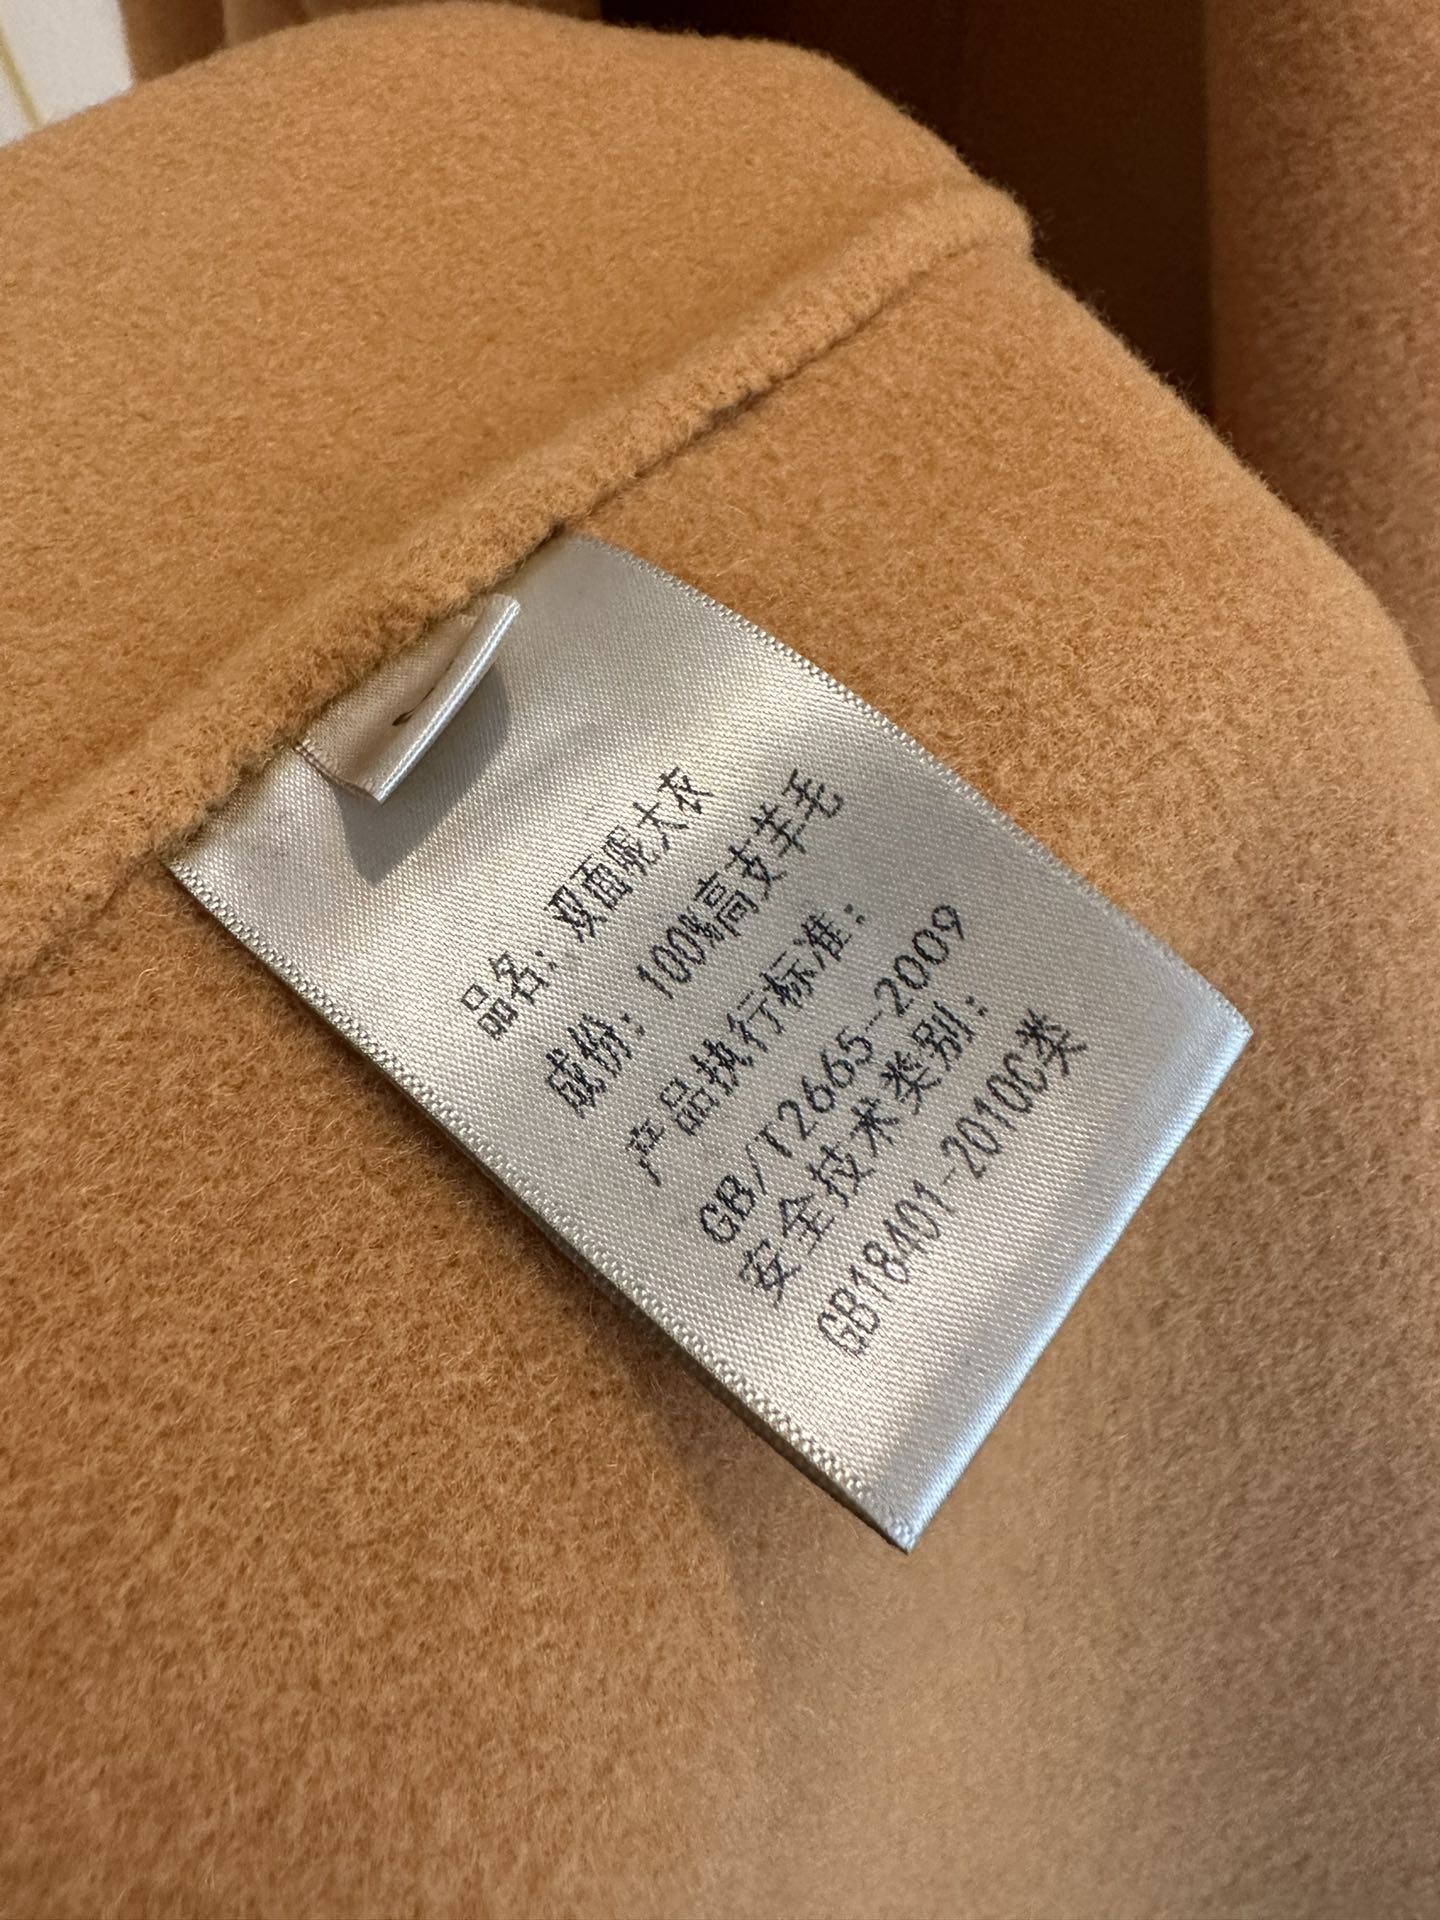 品名:双面呢大衣
成份:100%高支羊毛
产品执行标准:
GB/T2665-2009
安全技术类别:
GB18401-2010C类